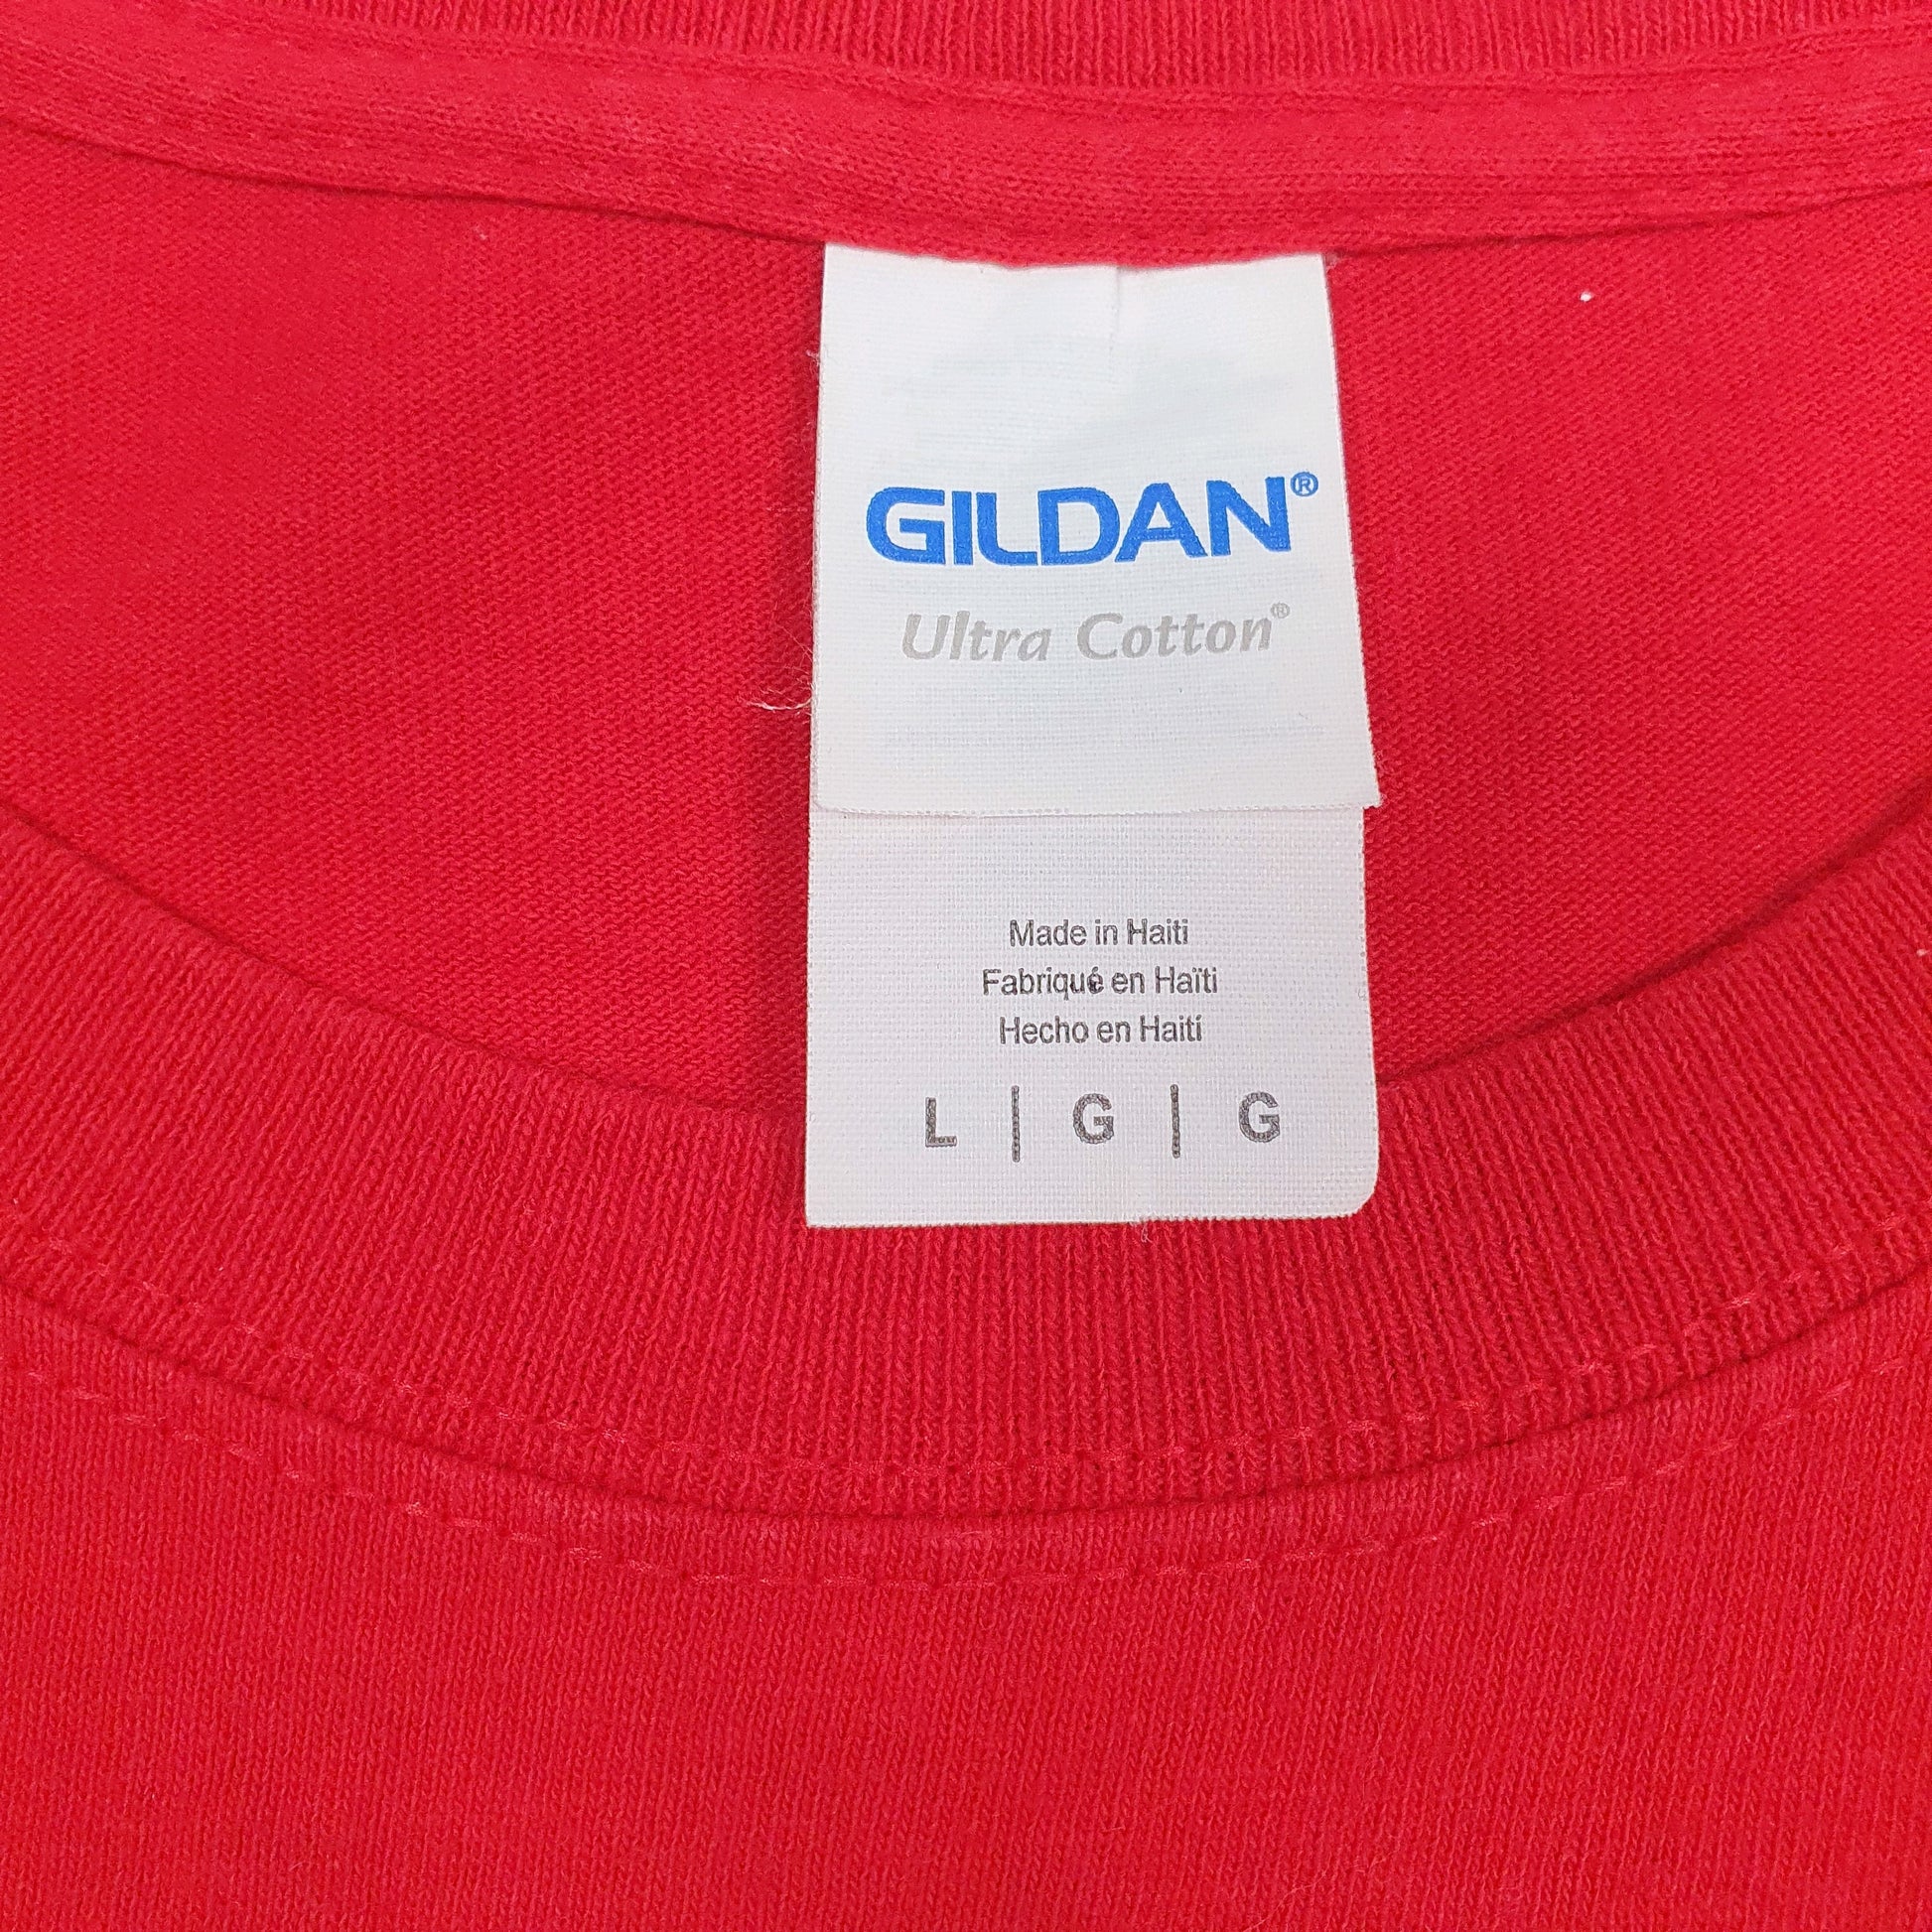 GILDAN®
Ultra Cotton®
Made in Haiti
Fabriqué en Haïti
Hecho en Haití
L | G | G